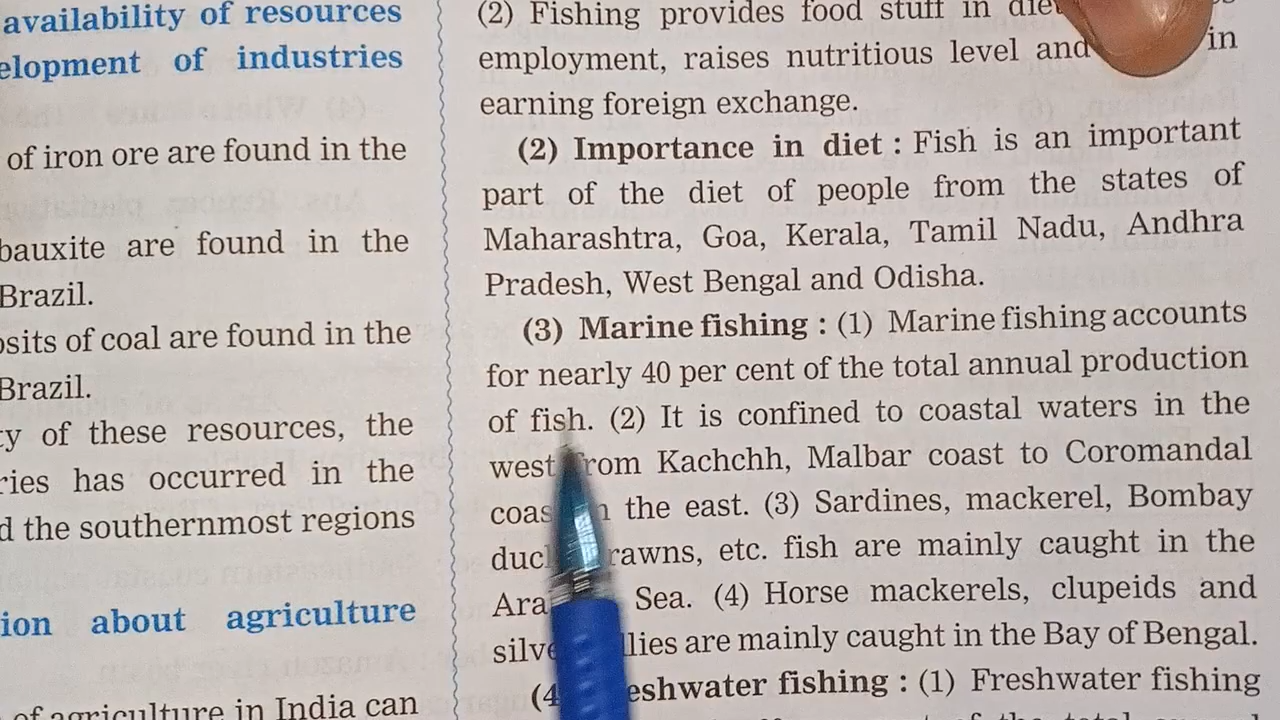 availability of resources
elopment of industries
of iron ore are found in the
bauxite are found in the
Brazil.
osits of coal are found in the
Brazil.
ty of these resources, the
ries has occurred in the
d the southernmost regions
ion about agriculture
of agriculture in India can
(2) Fishing provides food stuff in
employment, raises nutritious level and in
earning foreign exchange.
(2) Importance in diet : Fish is an important
part of the diet of people from the states of
Maharashtra, Goa, Kerala, Tamil Nadu, Andhra
Pradesh, West Bengal and Odisha.
(3) Marine fishing : (1) Marine fishing accounts
for nearly 40 per cent of the total annual production
of fish. (2) It is confined to coastal waters in the
west from Kachchh, Malbar coast to Coromandal
coas the east. (3) Sardines, mackerel, Bombay
duc rawns, etc. fish are mainly caught in the
Ara Sea. (4) Horse mackerels, clupeids and
silve llies are mainly caught in the Bay of Bengal.
(4 eshwater fishing : (1) Freshwater fishing